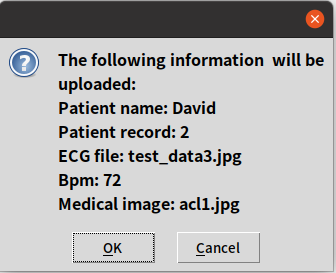 The following information  will be
uploaded:
Patient name: David
Patient record: 2
ECG file: test_data3.jpg
Bpm: 72
Medical image: acl1.jpg
OK
Cancel